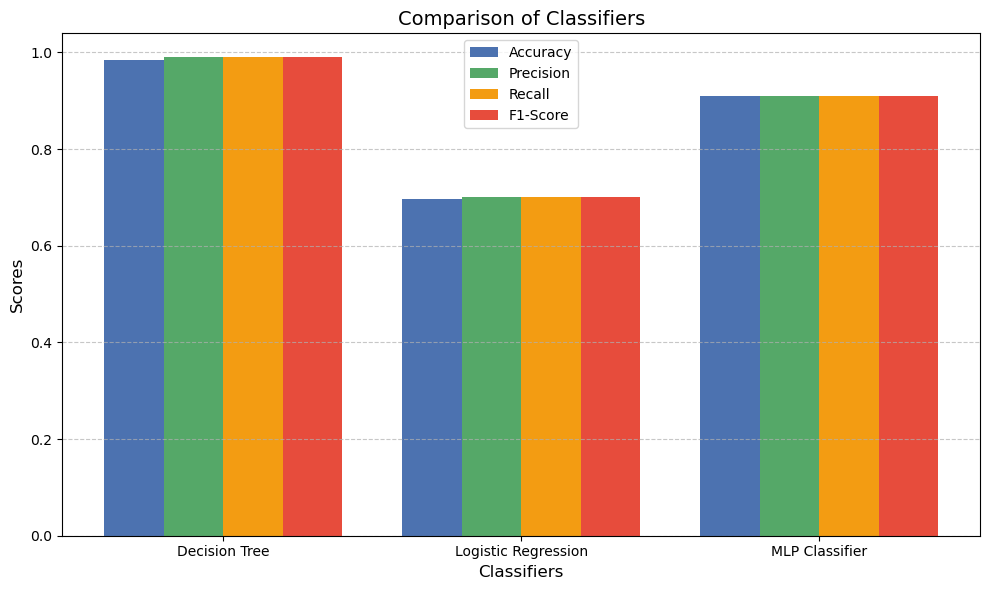 Comparison of Classifiers
Accuracy
Precision
Recall
F1-Score
Scores
1.0
0.8
0.6
0.4
0.2
0.0
Decision Tree
Logistic Regression
MLP Classifier
Classifiers